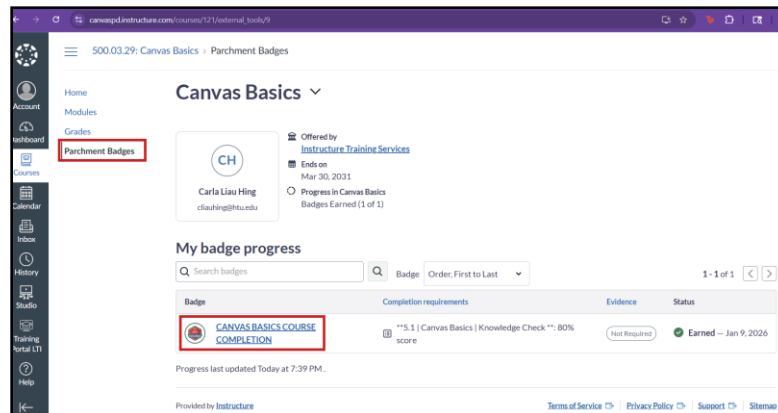 canvaspd.instructure.com/courses/121/external_tools/9
500.03.29: Canvas Basics › Parchment Badges
Account
Dashboard
Courses
Calendar
Inbox
History
Studio
Training
Portal LTI
Help
Home
Modules
Grades
Parchment Badges
Canvas Basics
CH
Carla Liau Hing
cliauhing@htu.edu
Offered by
Instructure Training Services
Ends on
Mar 30, 2031
Progress in Canvas Basics
Badges Earned (1 of 1)
My badge progress
Search badges
Badge Order, First to Last
1 - 1 of 1
Badge Completion requirements Evidence Status
CANVAS BASICS COURSE
COMPLETION
**5.1 | Canvas Basics | Knowledge Check **: 80%
score
Not Required
Earned — Jan 9, 2026
Progress last updated Today at 7:39 PM .
Provided by Instructure
Terms of Service Privacy Policy Support Sitemap